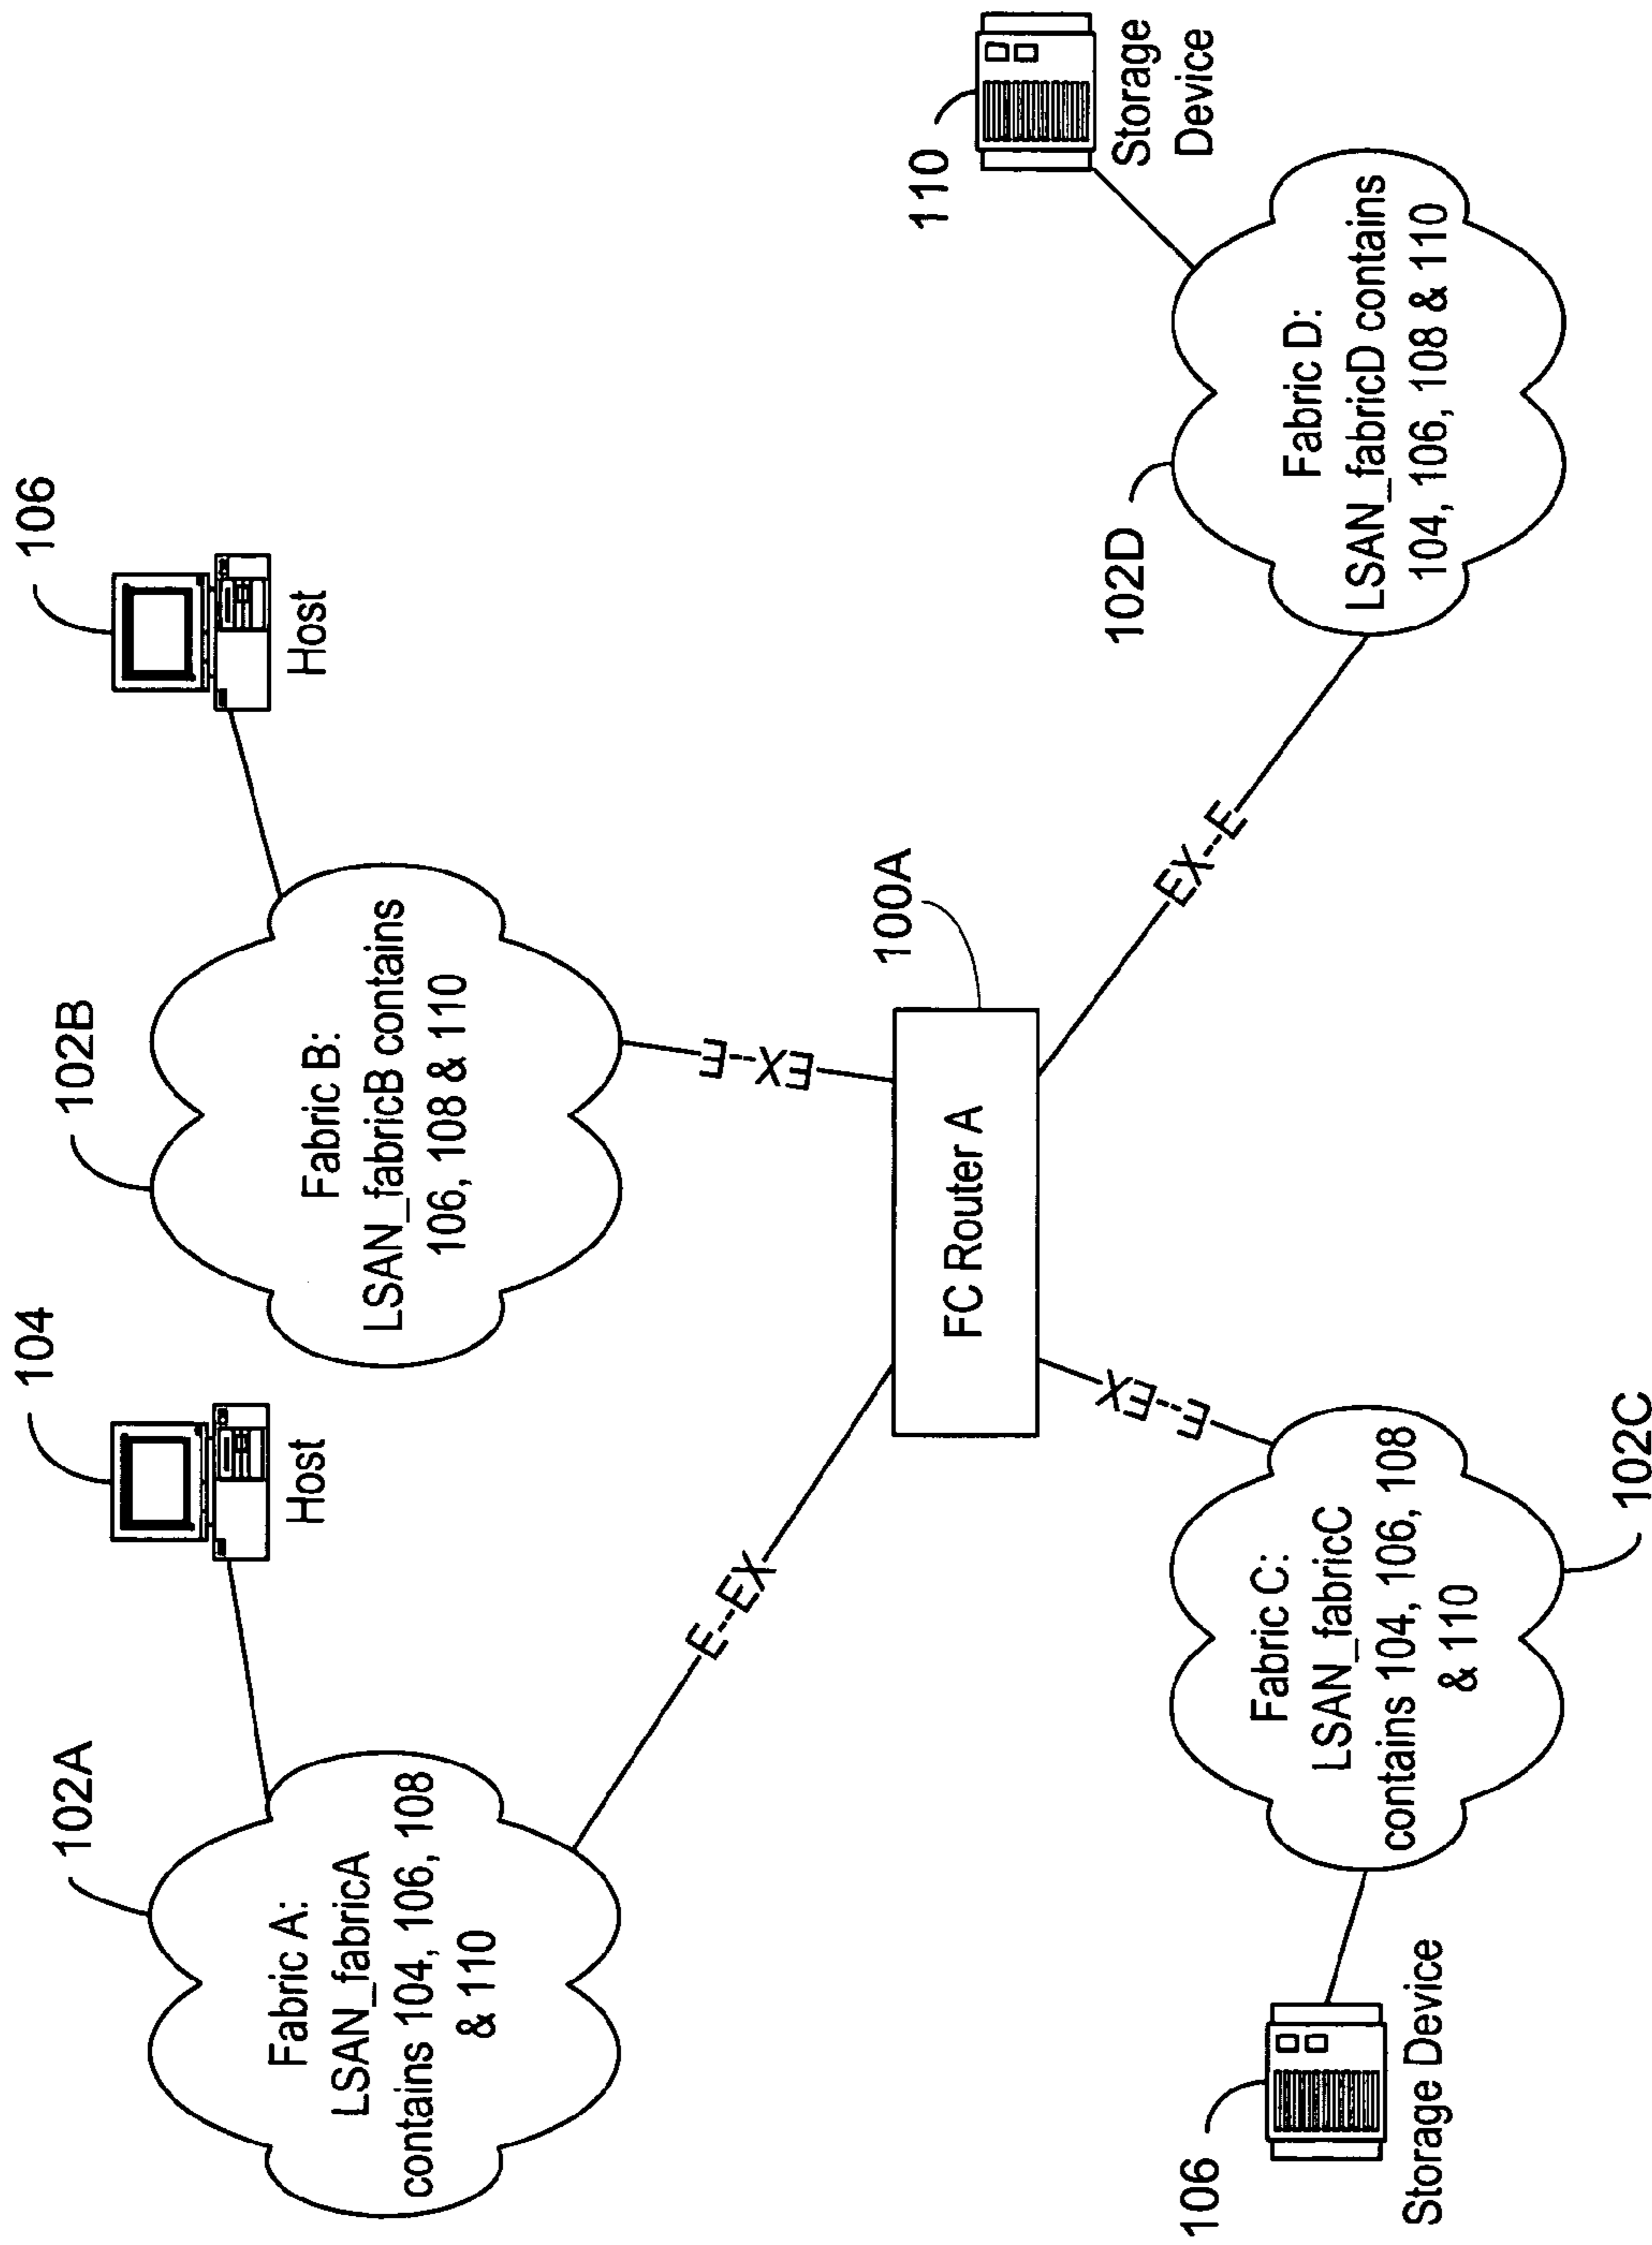 104
Host
106
Host
102A
Fabric A:
LSAN_fabricA
contains 104, 106, 108
& 110
102B
Fabric B:
LSAN_fabricB contains
106, 108 & 110
E--EX
E--EX
FC Router A
100A
EX--E
EX--E
106
Storage Device
Fabric C:
LSAN_fabricC
contains 104, 106, 108
& 110
102C
102D
Fabric D:
LSAN_fabricD contains
104, 106, 108 & 110
110
Storage
Device